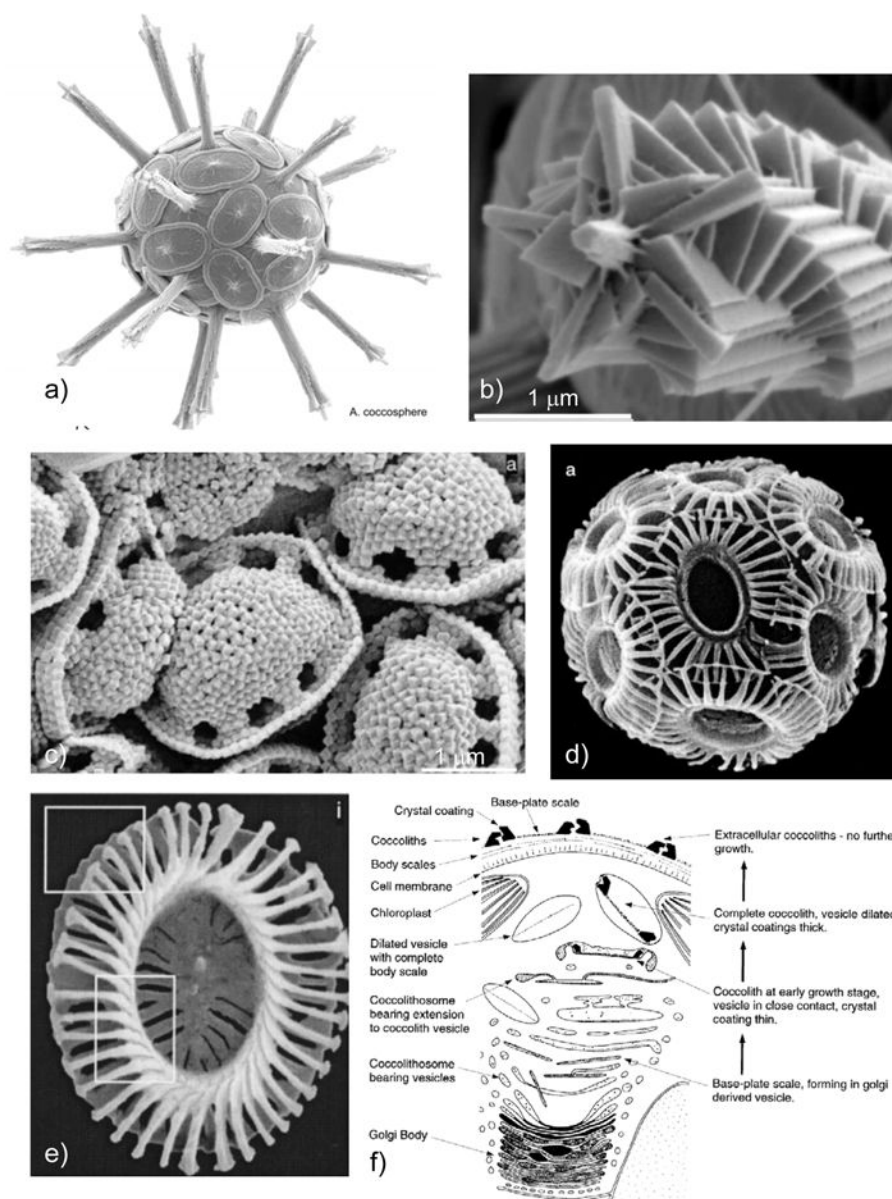 a)
A. coccosphere
b)
1 μm
a
c)
1 μm
a
d)
i
e)
f)
Crystal coating
Base-plate scale
Coccoliths
Body scales
Cell membrane
Chloroplast
Dilated vesicle
with complete
body scale
Coccolithosome
bearing extension
to coccolith vesicle
Coccolithosome
bearing vesicles
Golgi Body
Extracellular coccoliths - no furthe
growth.
Complete coccolith, vesicle dilated
crystal coatings thick.
Coccolith at early growth stage,
vesicle in close contact, crystal
coating thin.
Base-plate scale, forming in golgi
derived vesicle.